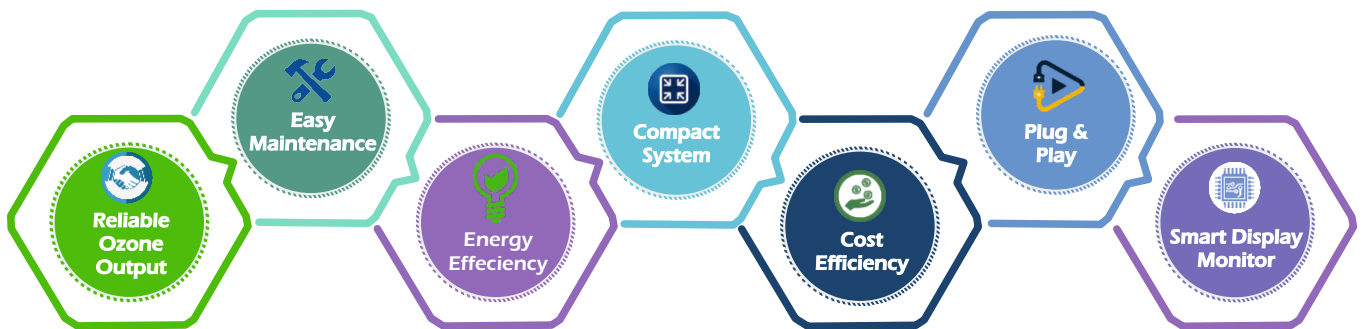 Reliable
Ozone
Output
Easy
Maintenance
Energy
Effeciency
Compact
System
Cost
Efficiency
Plug &
Play
Smart Display
Monitor